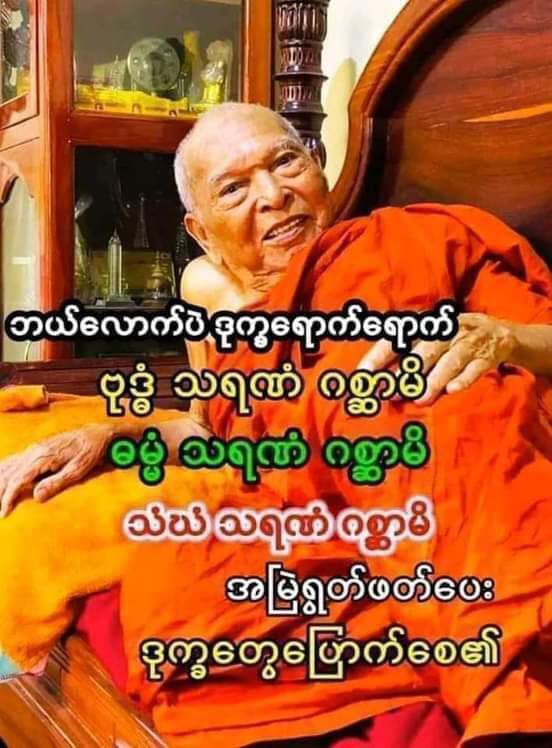 ဘယ်လောက်ပဲ ဒုက္ခရောက်ရောက်
ဗုဒ္ဓံ သရဏံ ဂစ္ဆာမိ
ဓမ္မံ သရဏံ ဂစ္ဆာမိ
သံဃံ သရဏံ ဂစ္ဆာမိ
အမြဲရွတ်ဖတ်ပေး
ဒုက္ခတွေပြောက်စေ၏